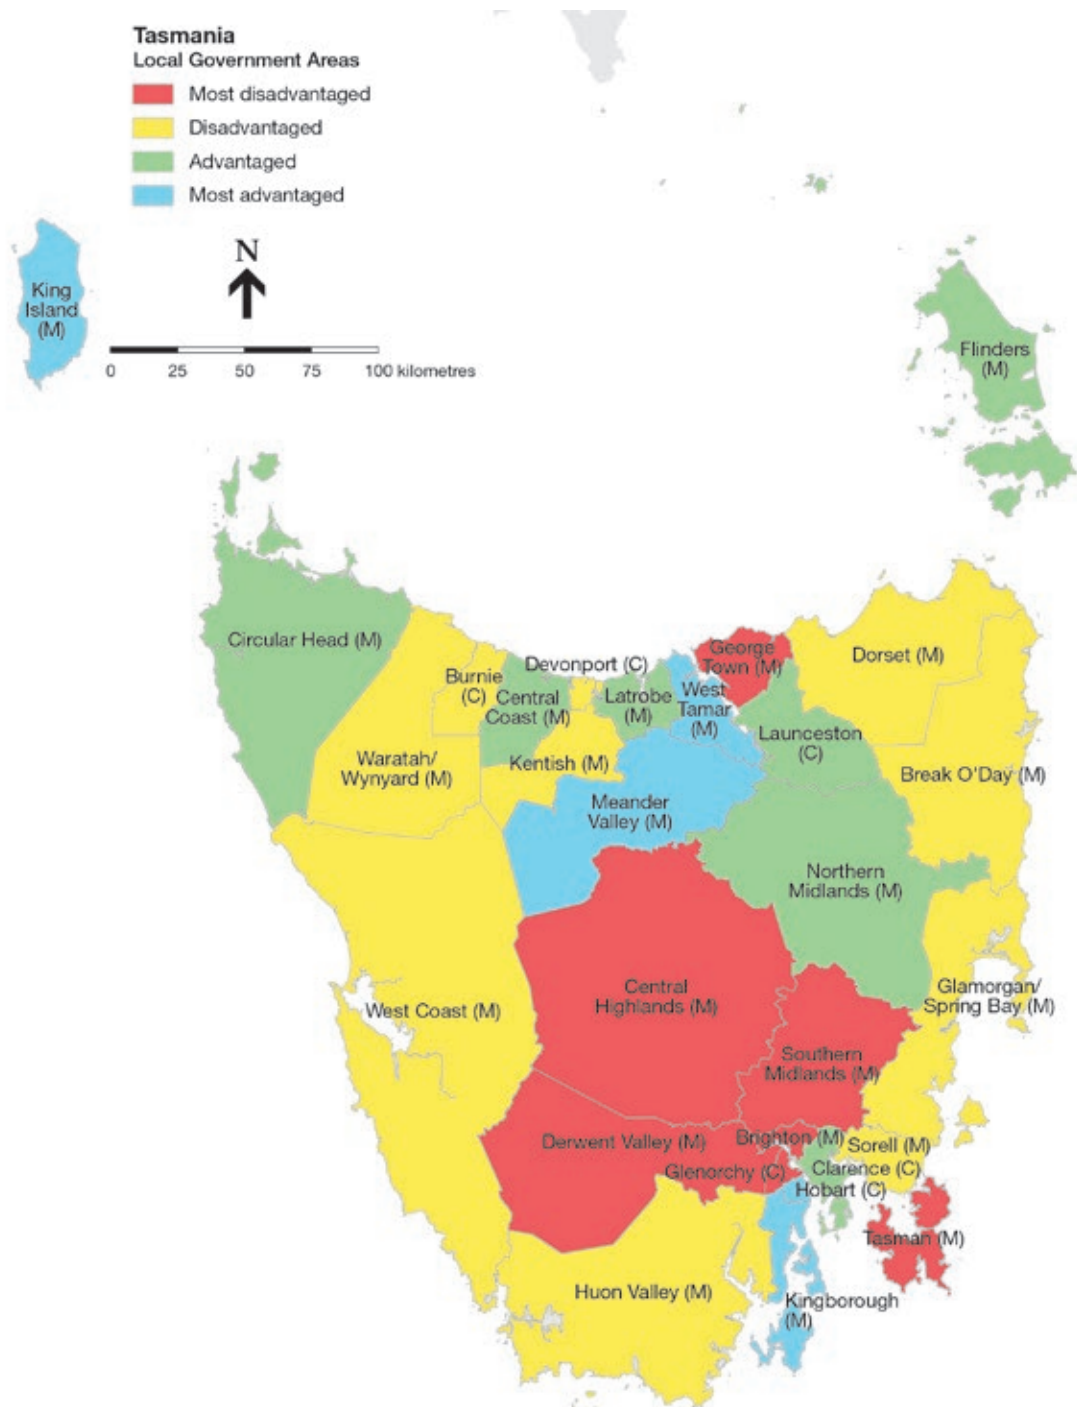 Tasmania
Local Government Areas
Most disadvantaged
Disadvantaged
Advantaged
Most advantaged
N
0 25 50 75 100 kilometres
King
Island
(M)
Flinders
(M)
Circular Head (M)
Waratah/
Wynyard (M)
Burnie
(C)
Central
Coast (M)
Devonport (C)
Kentish (M)
Latrobe
(M)
West
Tamar
(M)
George
Town (M)
Launceston
(C)
Dorset (M)
Break O'Day (M)
Meander
Valley (M)
Northern
Midlands (M)
Central
Highlands (M)
West Coast (M)
Glamorgan/
Spring Bay (M)
Southern
Midlands (M)
Derwent Valley (M)
Brighton (M)
Sorell (M)
Glenorchy (C)
Clarence (C)
Hobart (C)
Tasman (M)
Huon Valley (M)
Kingborough
(M)